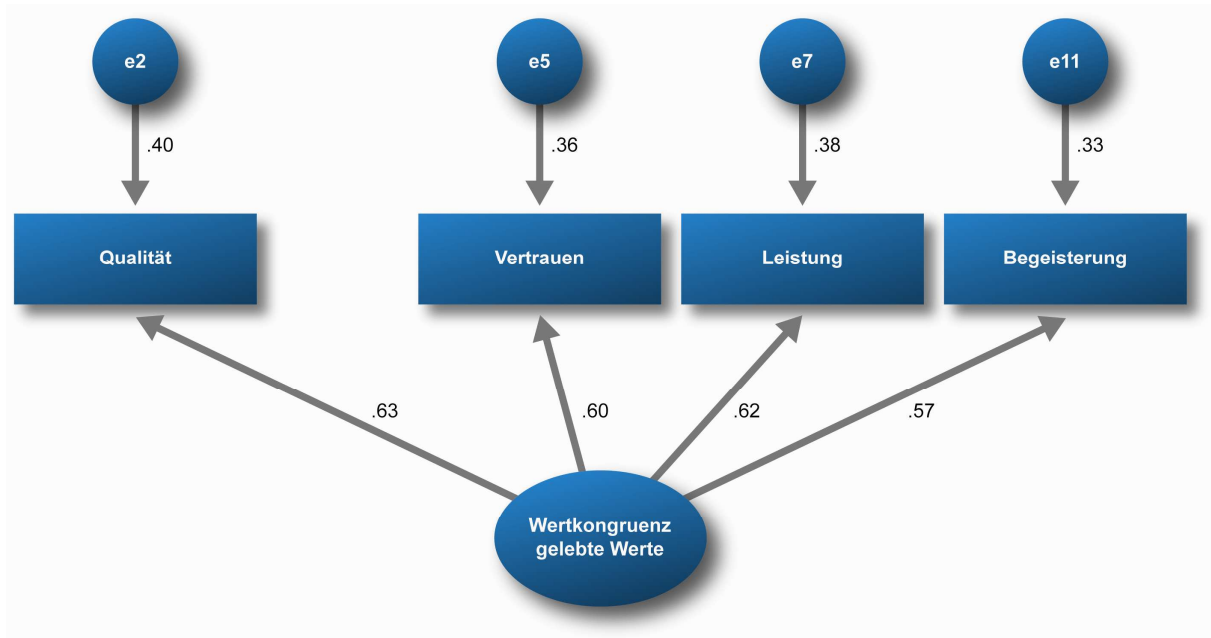 e2
e5
e7
e11
.40
.36
.38
.33
Qualität
Vertrauen
Leistung
Begeisterung
.63
.60
.62
.57
Wertkongruenz
gelebte Werte